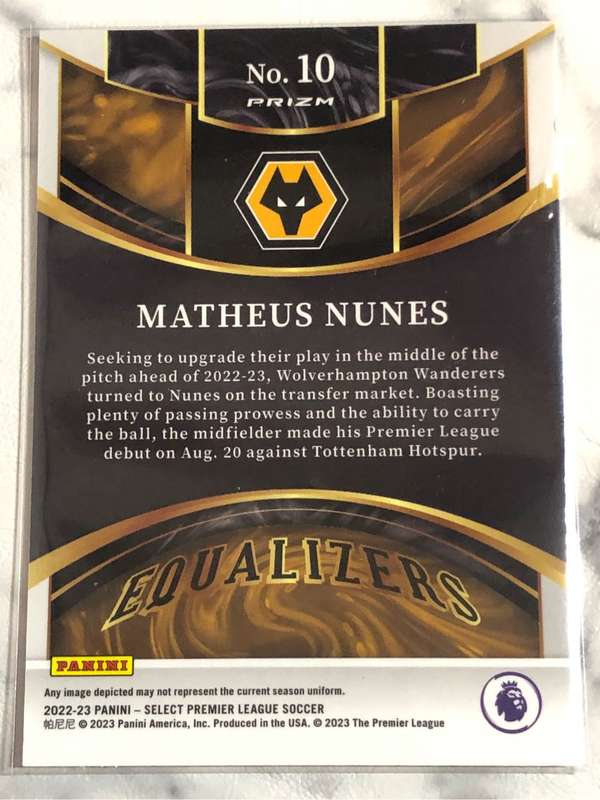 No. 10
PRIZM
MATHEUS NUNES
Seeking to upgrade their play in the middle of the
pitch ahead of 2022-23, Wolverhampton Wanderers
turned to Nunes on the transfer market. Boasting
plenty of passing prowess and the ability to carry
the ball, the midfielder made his Premier League
debut on Aug. 20 against Tottenham Hotspur.
EQUALIZERS
PANINI
Any image depicted may not represent the current season uniform.
2022-23 PANINI – SELECT PREMIER LEAGUE SOCCER
帕尼尼 © 2023 Panini America, Inc. Produced in the USA. © 2023 The Premier League